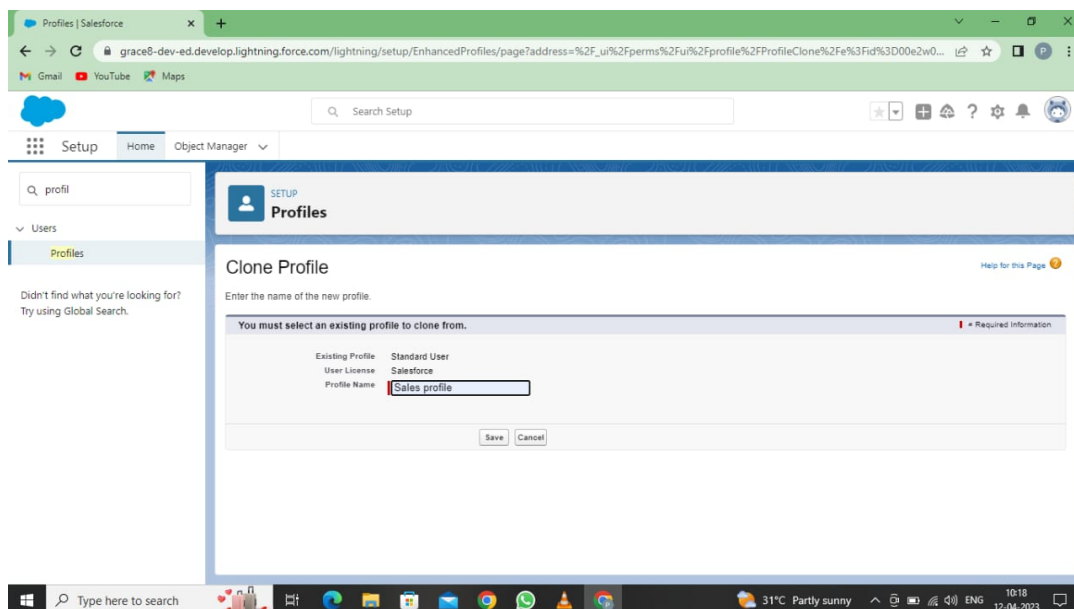 Profiles | Salesforce
grace8-dev-ed.develop.lightning.force.com/lightning/setup/EnhancedProfiles/page?address=%2F_ui%2Fperms%2Fui%2Fprofile%2FProfileClone%2Fe%3Fid%3D00e2w0...
P
Gmail YouTube Maps
Search Setup
Setup Home Object Manager
profil
SETUP
Profiles
Users
Profiles
Didn't find what you're looking for?
Try using Global Search.
Clone Profile
Help for this Page
Enter the name of the new profile.
You must select an existing profile to clone from.
= Required Information
Existing Profile Standard User
User License Salesforce
Profile Name Sales profile
Save Cancel
Type here to search
31°C Partly sunny
ENG
10:18
12-04-2023